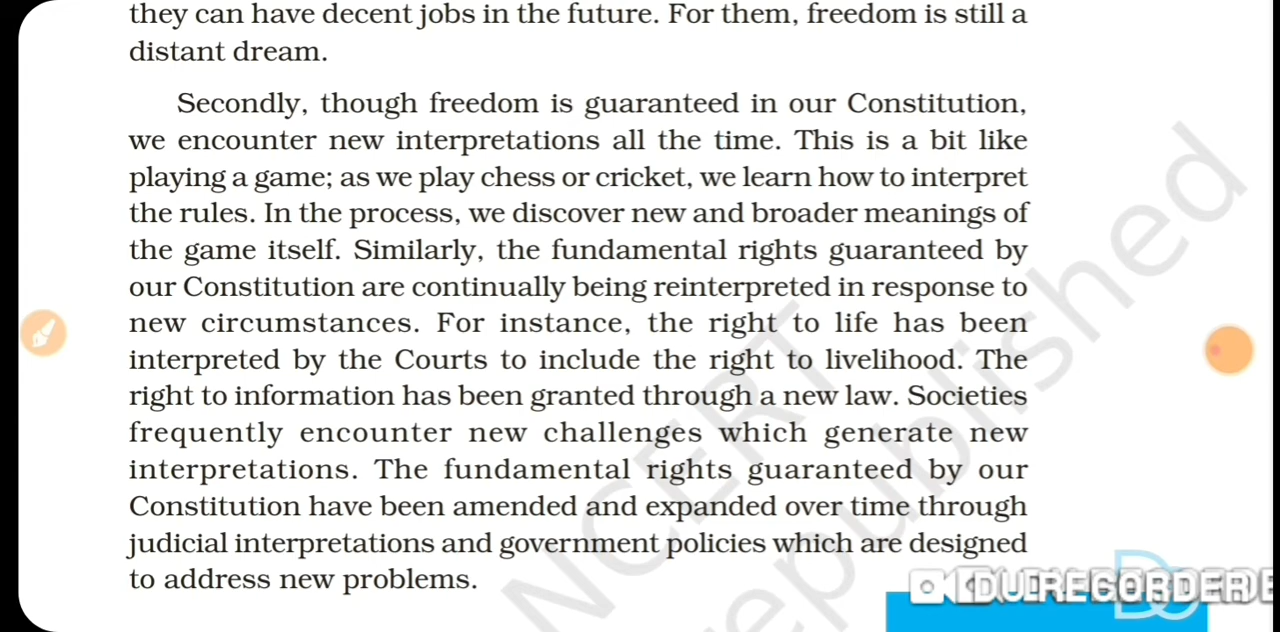 they can have decent jobs in the future. For them, freedom is still a
distant dream.
Secondly, though freedom is guaranteed in our Constitution,
we encounter new interpretations all the time. This is a bit like
playing a game; as we play chess or cricket, we learn how to interpret
the rules. In the process, we discover new and broader meanings of
the game itself. Similarly, the fundamental rights guaranteed by
our Constitution are continually being reinterpreted in response to
new circumstances. For instance, the right to life has been
interpreted by the Courts to include the right to livelihood. The
right to information has been granted through a new law. Societies
frequently encounter new challenges which generate new
interpretations. The fundamental rights guaranteed by our
Constitution have been amended and expanded over time through
judicial interpretations and government policies which are designed
to address new problems.
NCERT
republished